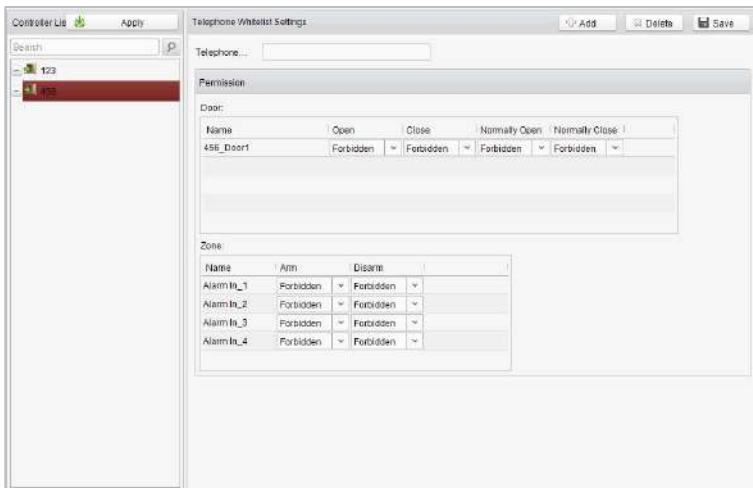 Controller Lis Apply
Search
123
456
Telephone Whitelist Settings
Add Delete Save
Telephone...
Permission
Door:
Name Open Close Normally Open Normally Close
456_Door1 Forbidden Forbidden Forbidden Forbidden
Zone:
Name Arm Disarm
Alarm In_1 Forbidden Forbidden
Alarm In_2 Forbidden Forbidden
Alarm In_3 Forbidden Forbidden
Alarm In_4 Forbidden Forbidden